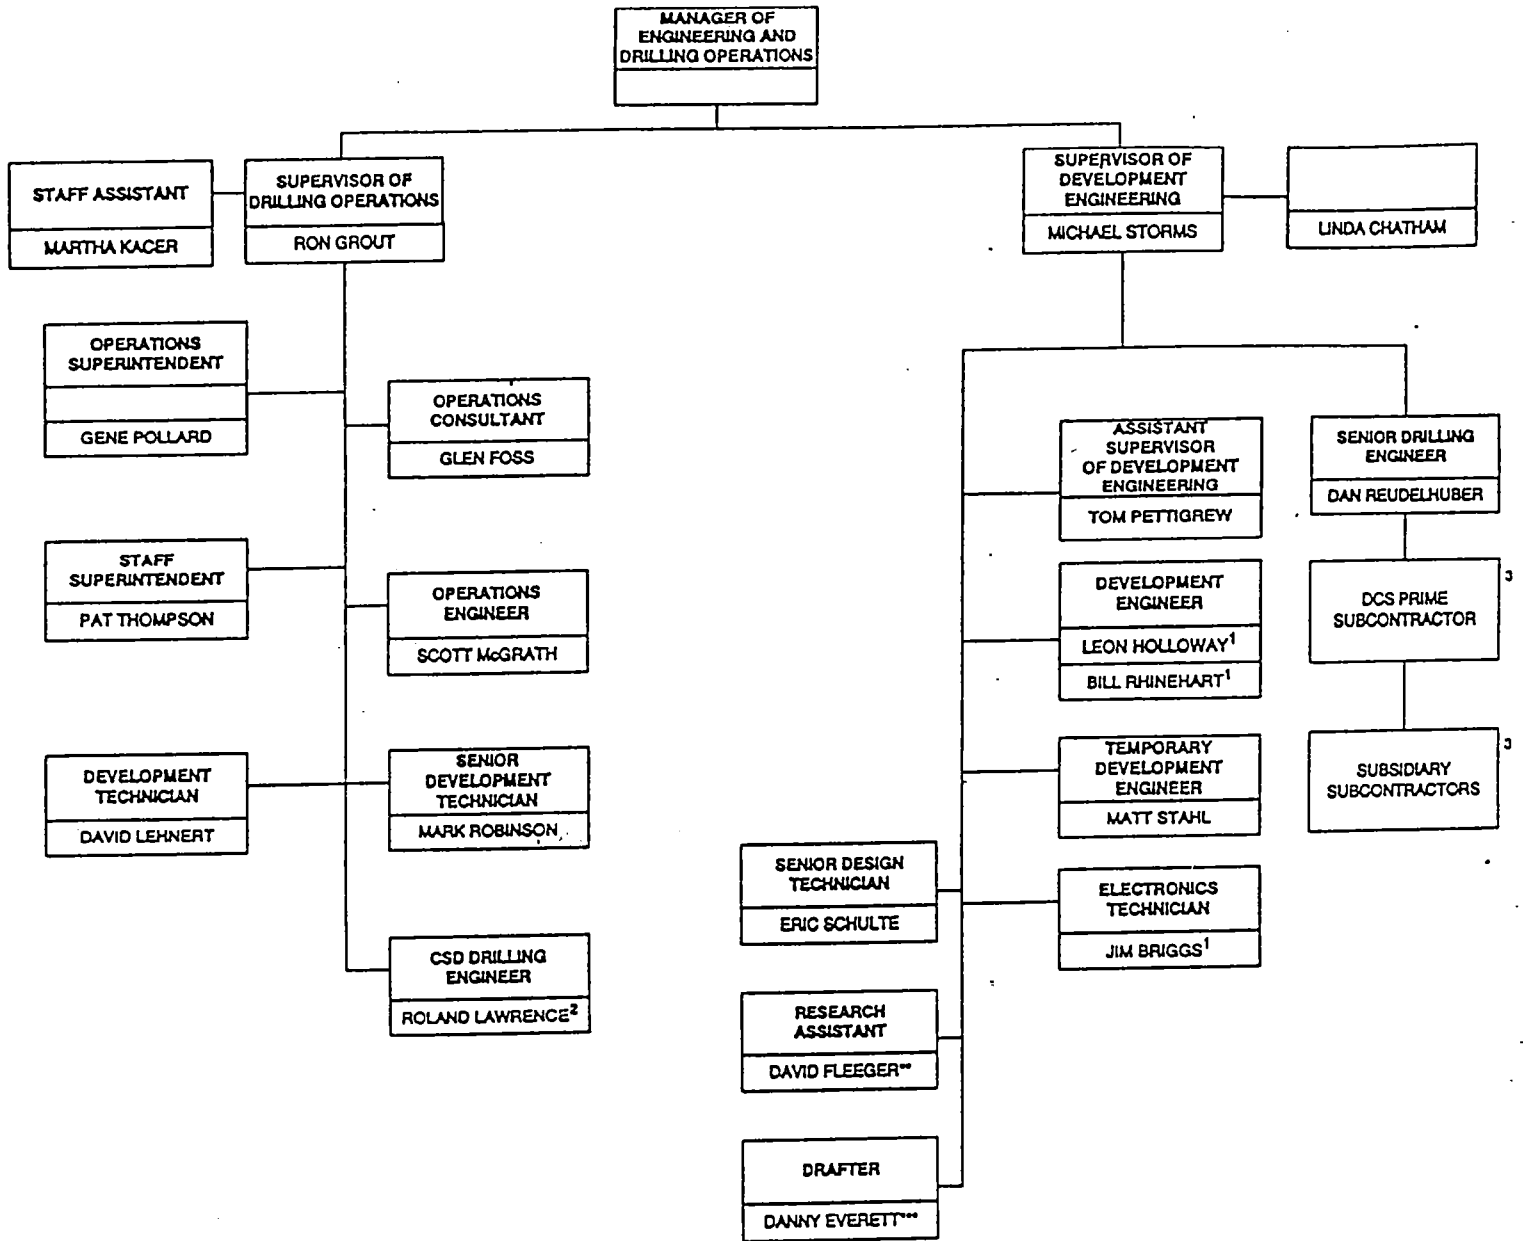 MANAGER OF
ENGINEERING AND
DRILLING OPERATIONS
STAFF ASSISTANT
MARTHA KACER
SUPERVISOR OF
DRILLING OPERATIONS
RON GROUT
SUPERVISOR OF
DEVELOPMENT
ENGINEERING
MICHAEL STORMS
LINDA CHATHAM
OPERATIONS
SUPERINTENDENT
GENE POLLARD
OPERATIONS
CONSULTANT
GLEN FOSS
STAFF
SUPERINTENDENT
PAT THOMPSON
OPERATIONS
ENGINEER
SCOTT McGRATH
DEVELOPMENT
TECHNICIAN
DAVID LEHNERT
SENIOR
DEVELOPMENT
TECHNICIAN
MARK ROBINSON
CSD DRILLING
ENGINEER
ROLAND LAWRENCE²
ASSISTANT
SUPERVISOR
OF DEVELOPMENT
ENGINEERING
TOM PETTIGREW
SENIOR DRILLING
ENGINEER
DAN REUDELHUBER
DEVELOPMENT
ENGINEER
LEON HOLLOWAY¹
BILL RHINEHART¹
DCS PRIME
SUBCONTRACTOR
3
TEMPORARY
DEVELOPMENT
ENGINEER
MATT STAHL
SUBSIDIARY
SUBCONTRACTORS
3
SENIOR DESIGN
TECHNICIAN
ERIC SCHULTE
ELECTRONICS
TECHNICIAN
JIM BRIGGS¹
RESEARCH
ASSISTANT
DAVID FLEEGER**
DRAFTER
DANNY EVERETT***